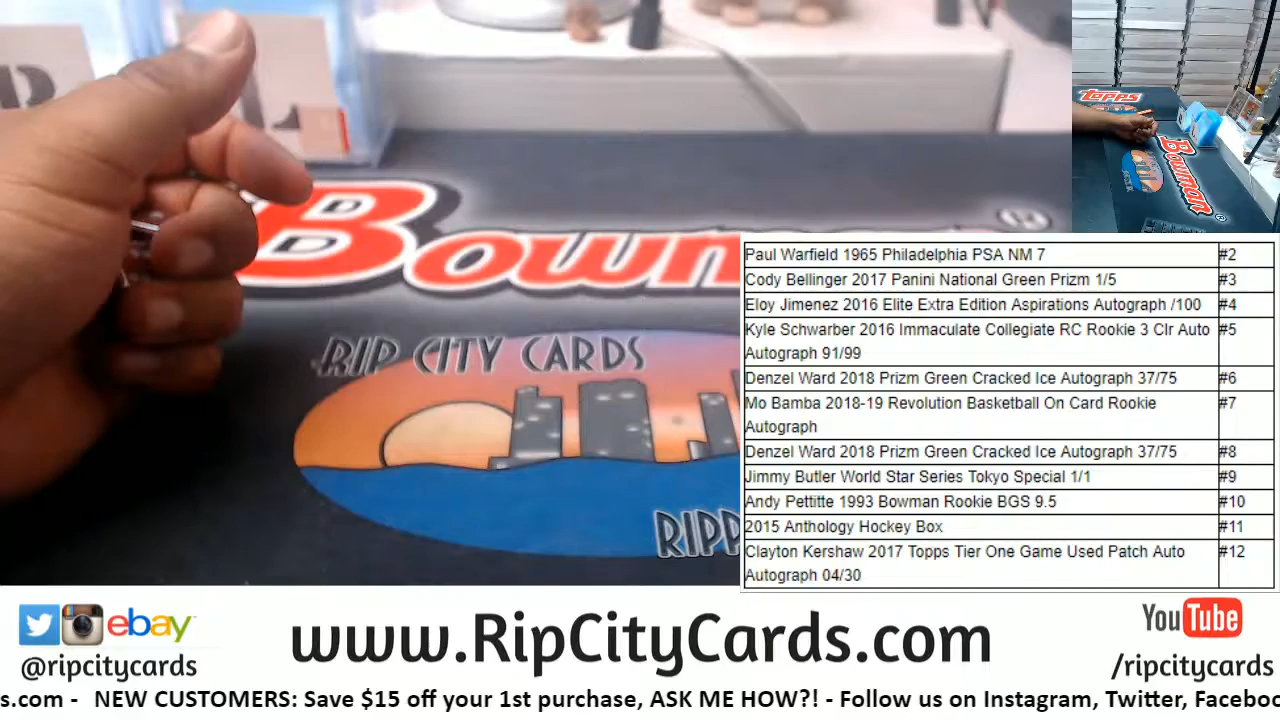 Bowm
RIP CITY CARDS
RIPP
TOPPS
Bowman
Paul Warfield 1965 Philadelphia PSA NM 7 #2
Cody Bellinger 2017 Panini National Green Prizm 1/5 #3
Eloy Jimenez 2016 Elite Extra Edition Aspirations Autograph /100 #4
Kyle Schwarber 2016 Immaculate Collegiate RC Rookie 3 Clr Auto #5
Autograph 91/99
Denzel Ward 2018 Prizm Green Cracked Ice Autograph 37/75 #6
Mo Bamba 2018-19 Revolution Basketball On Card Rookie #7
Autograph
Denzel Ward 2018 Prizm Green Cracked Ice Autograph 37/75 #8
Jimmy Butler World Star Series Tokyo Special 1/1 #9
Andy Pettitte 1993 Bowman Rookie BGS 9.5 #10
2015 Anthology Hockey Box #11
Clayton Kershaw 2017 Topps Tier One Game Used Patch Auto #12
Autograph 04/30
ebay
@ripcitycards
www.RipCityCards.com
YouTube
/ripcitycards
s.com - NEW CUSTOMERS: Save $15 off your 1st purchase, ASK ME HOW?! - Follow us on Instagram, Twitter, Facebo